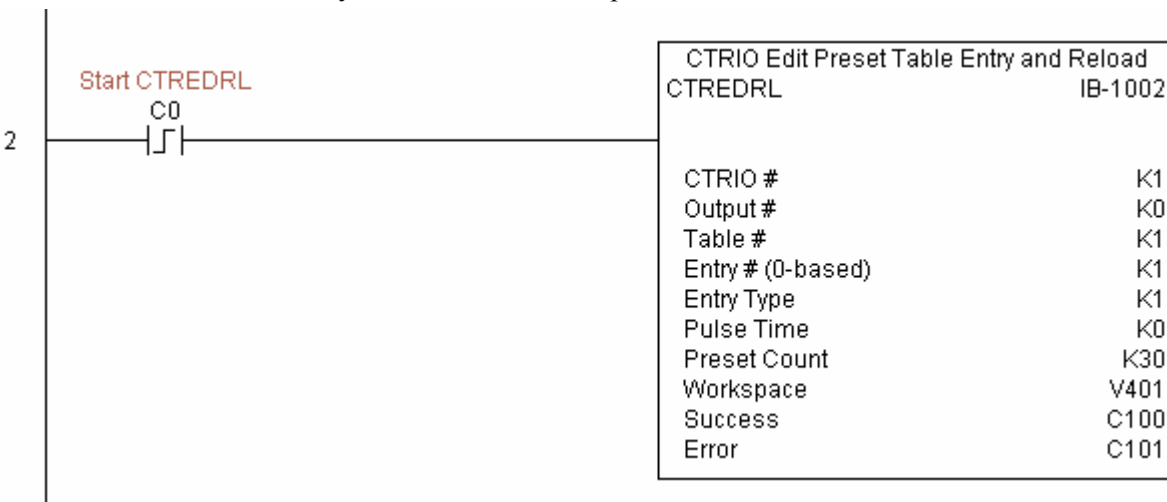 CTRIO Edit Preset Table Entry and Reload
Start CTREDRL
CTREDRL IB-1002
C0
2
CTRIO # K1
Output # K0
Table # K1
Entry # (0-based) K1
Entry Type K1
Pulse Time K0
Preset Count K30
Workspace V401
Success C100
Error C101